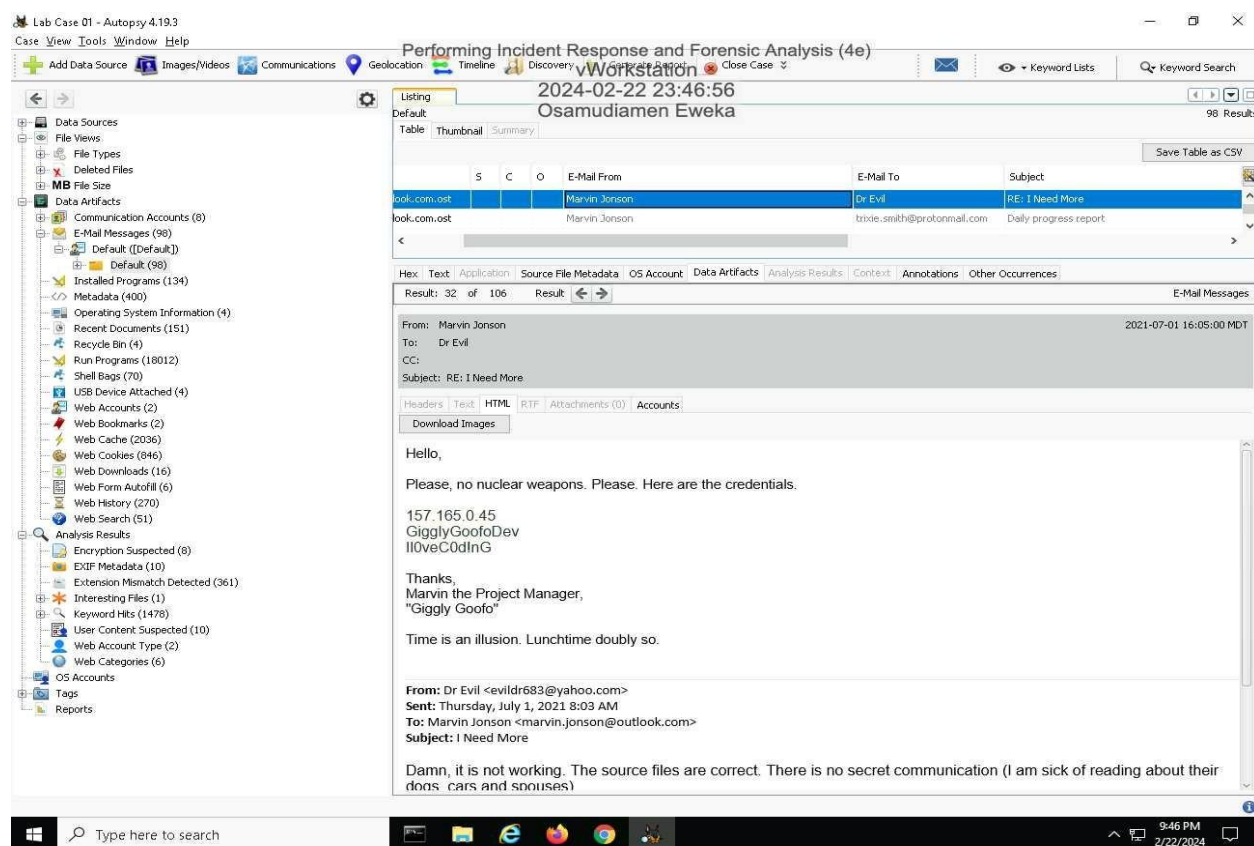 Lab Case 01 - Autopsy 4.19.3
Case View Tools Window Help
Performing Incident Response and Forensic Analysis (4e)
vWorkstation
2024-02-22 23:46:56
Osamudiamen Eweka
Add Data Source Images/Videos Communications Geolocation Timeline Discovery Generate Report Close Case Keyword Lists Keyword Search
Data Sources
File Views
File Types
Deleted Files
MB File Size
Data Artifacts
Communication Accounts (8)
E-Mail Messages (98)
Default ([Default])
Default (98)
Installed Programs (134)
Metadata (400)
Operating System Information (4)
Recent Documents (151)
Recycle Bin (4)
Run Programs (18012)
Shell Bags (70)
USB Device Attached (4)
Web Accounts (2)
Web Bookmarks (2)
Web Cache (2036)
Web Cookies (846)
Web Downloads (16)
Web Form Autofill (6)
Web History (270)
Web Search (51)
Analysis Results
Encryption Suspected (8)
EXIF Metadata (10)
Extension Mismatch Detected (361)
Interesting Files (1)
Keyword Hits (1478)
User Content Suspected (10)
Web Account Type (2)
Web Categories (6)
OS Accounts
Tags
Reports
Listing
Default 98 Results
Table Thumbnail Summary
Save Table as CSV
S C O E-Mail From E-Mail To Subject
look.com.ost Marvin Jonson Dr Evil RE: I Need More
look.com.ost Marvin Jonson trixie.smith@protonmail.com Daily progress report
Hex Text Application Source File Metadata OS Account Data Artifacts Analysis Results Context Annotations Other Occurrences
Result: 32 of 106 Result E-Mail Messages
From: Marvin Jonson 2021-07-01 16:05:00 MDT
To: Dr Evil
CC:
Subject: RE: I Need More
Headers Text HTML RTF Attachments (0) Accounts
Download Images
Hello,
Please, no nuclear weapons. Please. Here are the credentials.
157.165.0.45
GigglyGoofoDev
Il0veC0dInG
Thanks,
Marvin the Project Manager,
"Giggly Goofo"
Time is an illusion. Lunchtime doubly so.
From: Dr Evil <evildr683@yahoo.com>
Sent: Thursday, July 1, 2021 8:03 AM
To: Marvin Jonson <marvin.jonson@outlook.com>
Subject: I Need More
Damn, it is not working. The source files are correct. There is no secret communication (I am sick of reading about their
dogs, cars and spouses)
Type here to search
9:46 PM
2/22/2024